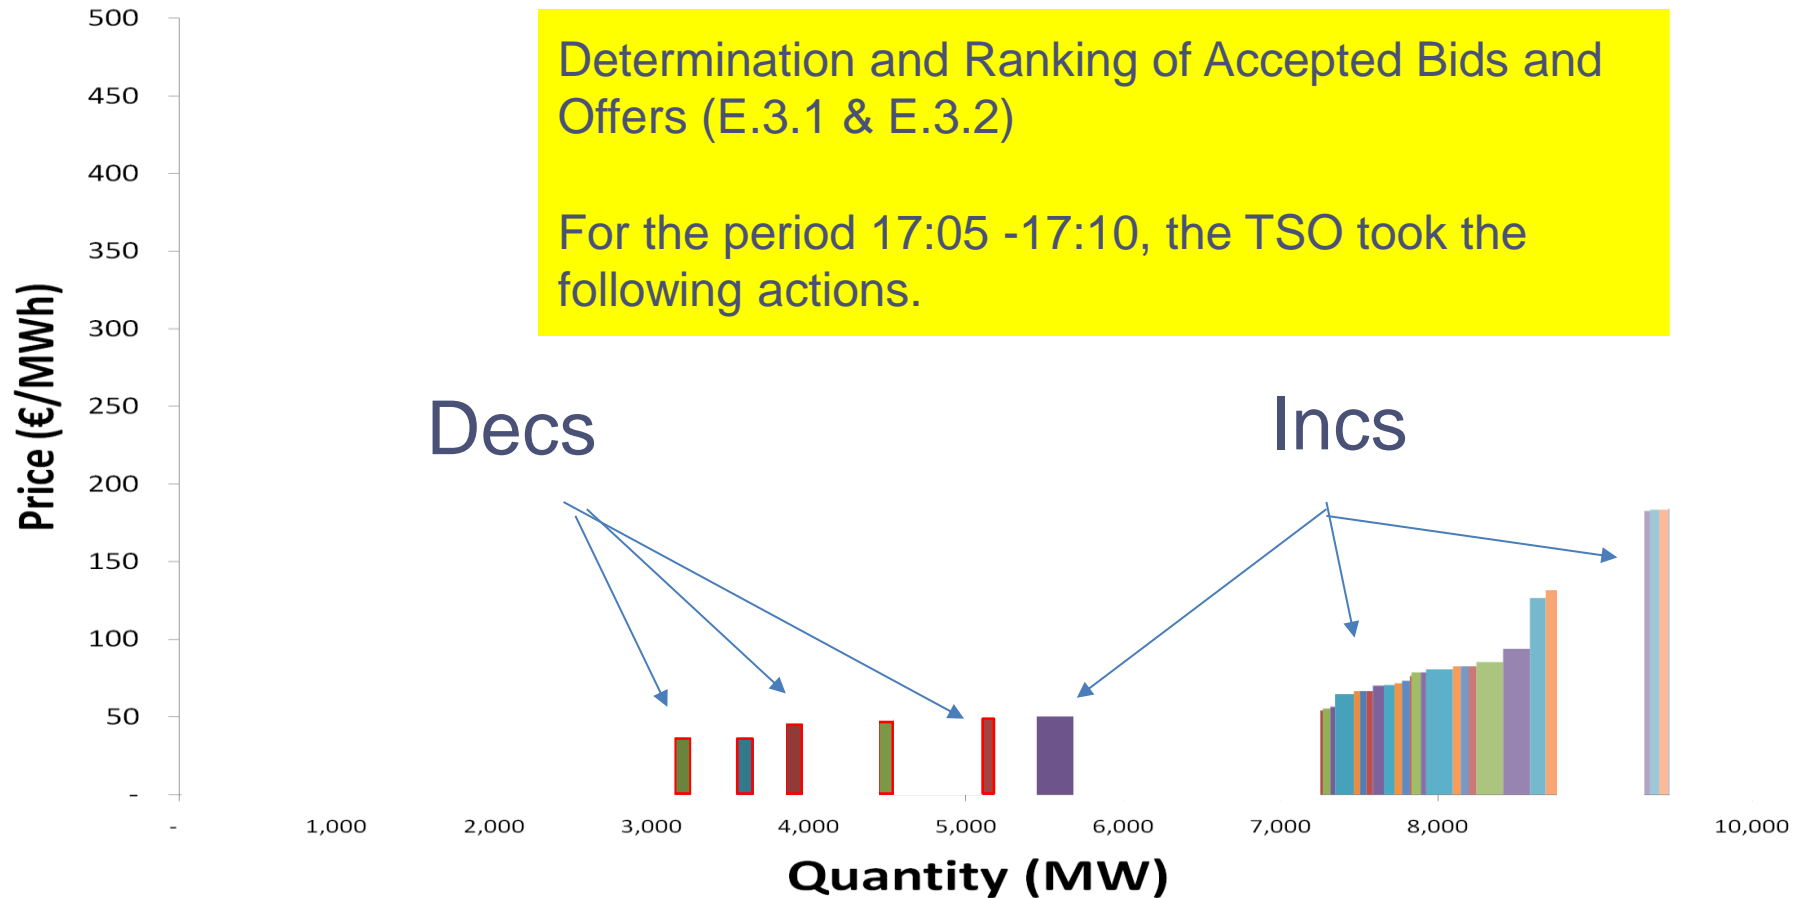 500
450
400
350
300
250
200
150
100
50
-
Price (€/MWh)
Determination and Ranking of Accepted Bids and
Offers (E.3.1 & E.3.2)
For the period 17:05 -17:10, the TSO took the
following actions.
Decs
Incs
- 1,000 2,000 3,000 4,000 5,000 6,000 7,000 8,000 10,000
Quantity (MW)